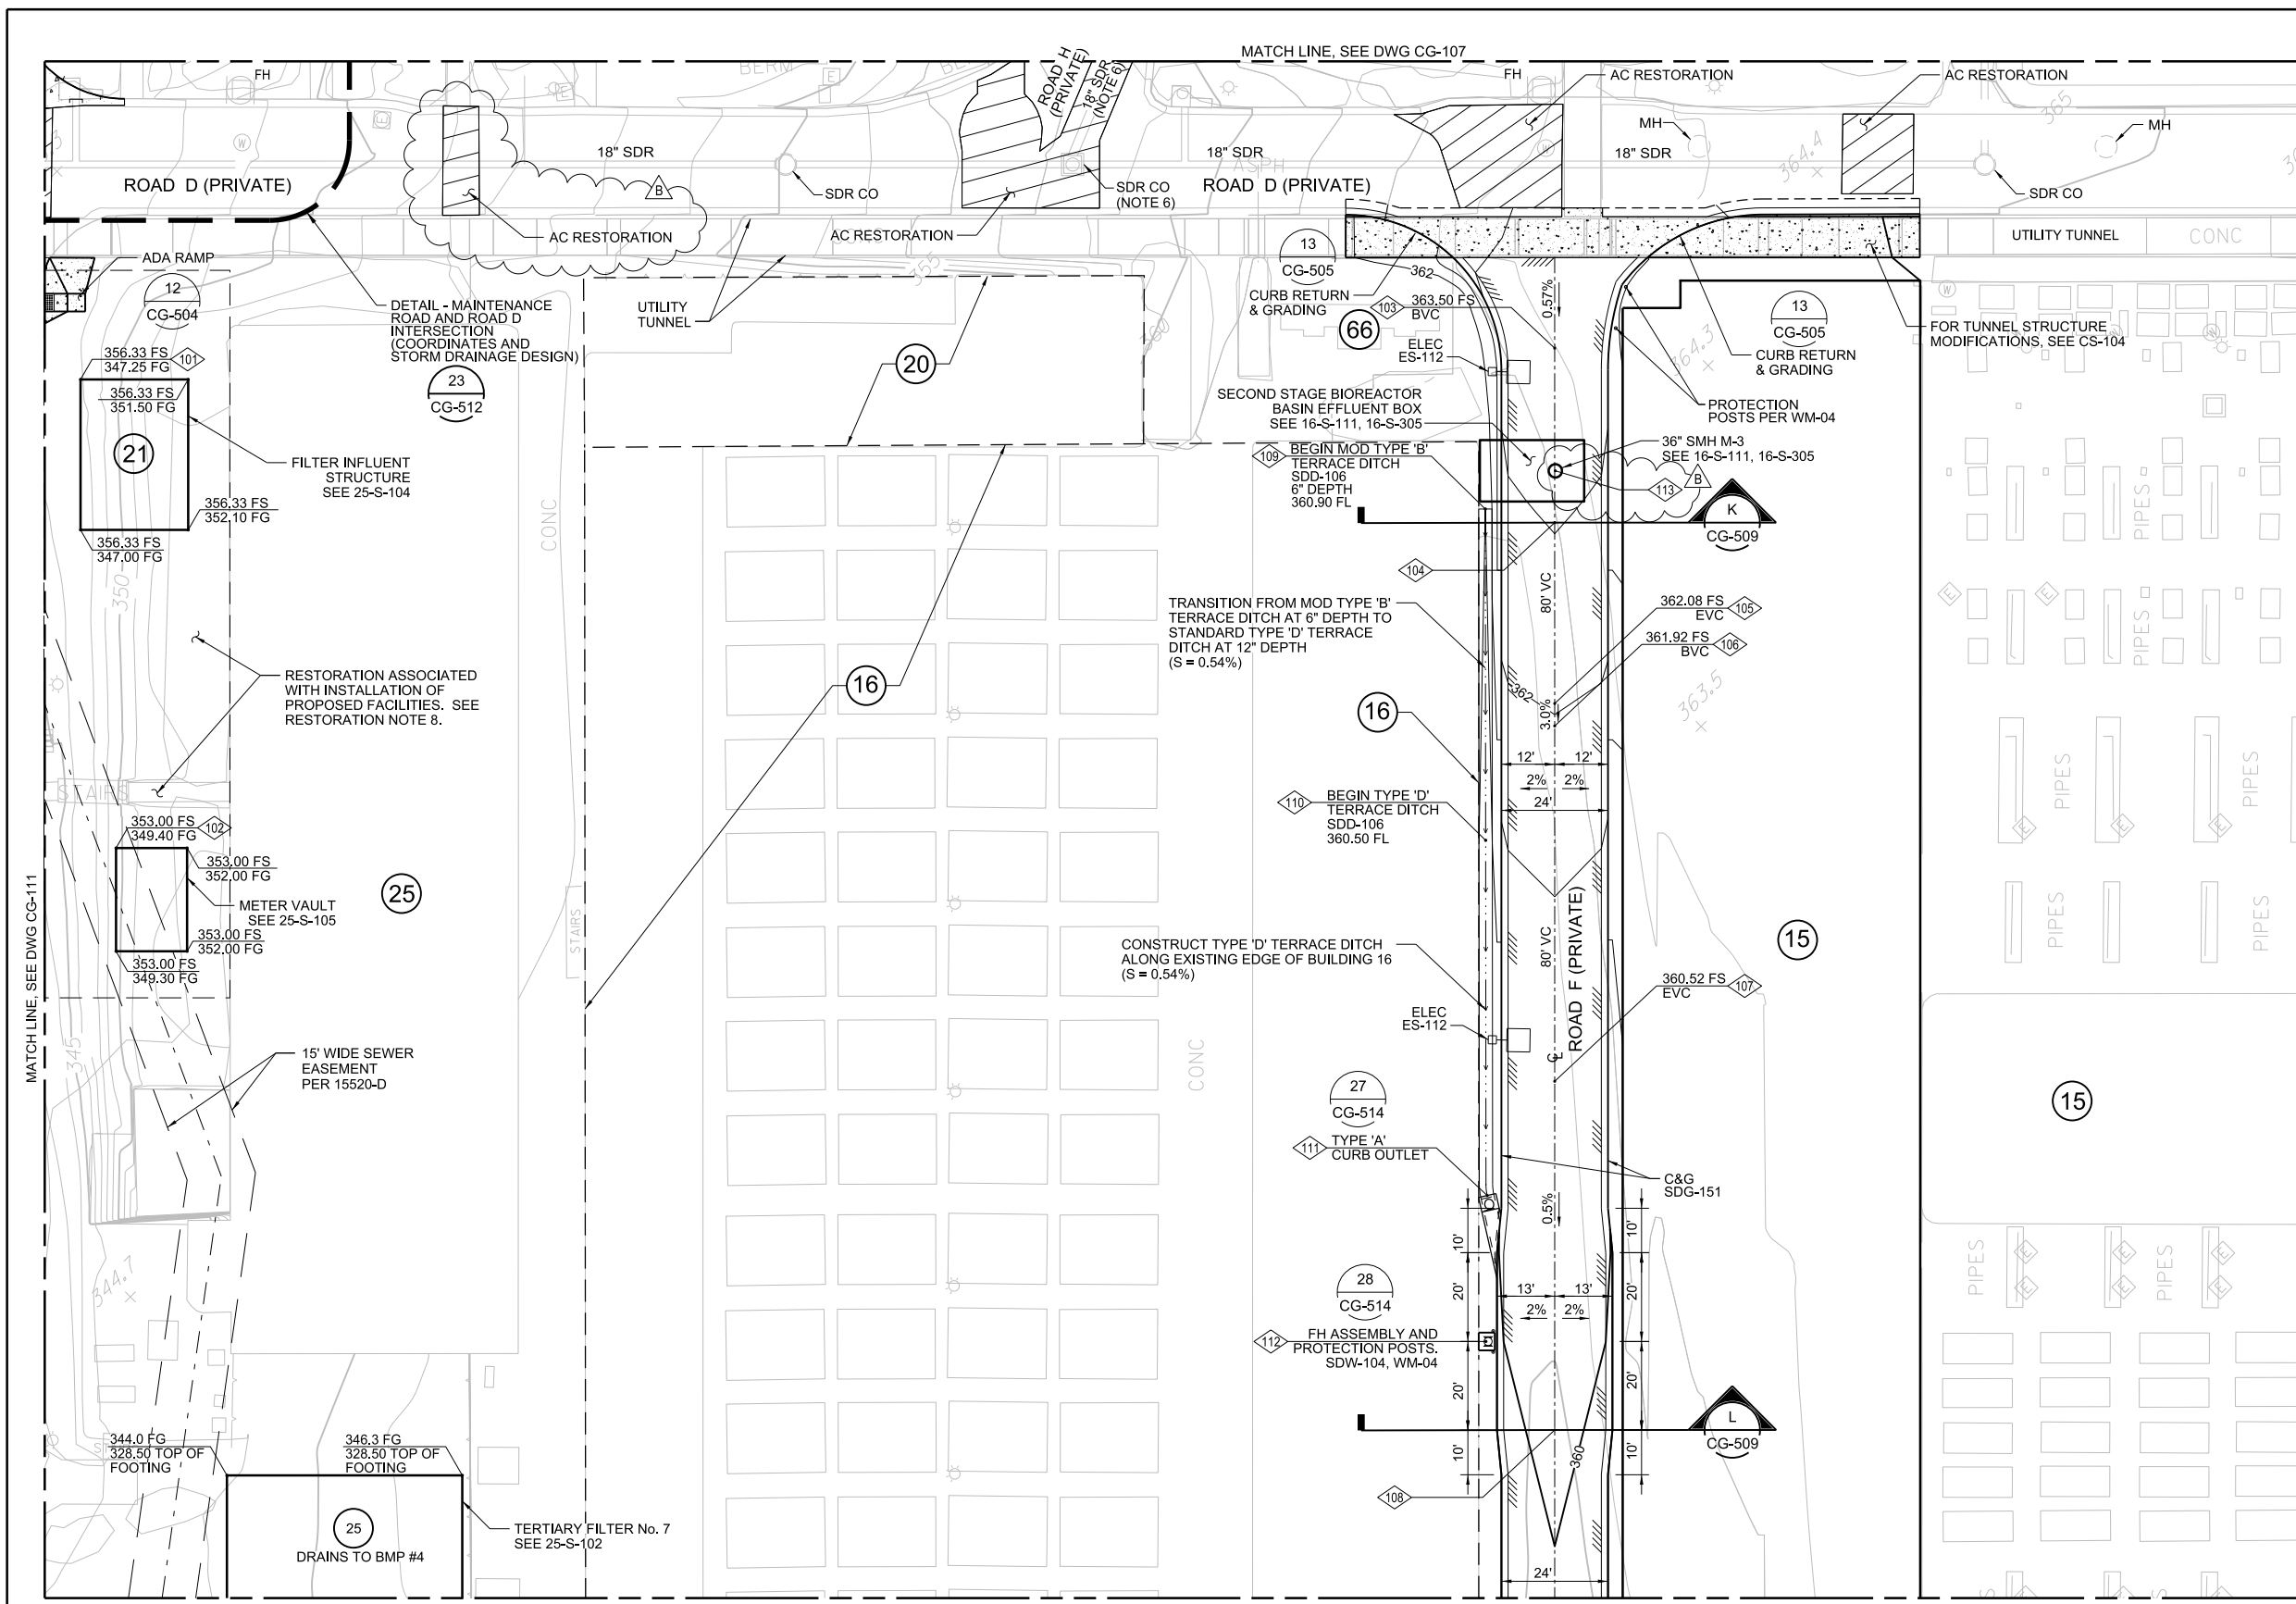 MATCH LINE, SEE DWG CG-107
FH
BERM
E
E
ROAD H
(PRIVATE)
18" SDR
(NOTE 6)
FH
AC RESTORATION
AC RESTORATION
365
E
W
18" SDR
B
SDR CO
SDR CO
(NOTE 6)
18" SDR
ASPH
W
MH
18" SDR
364.4
MH
SDR CO
ROAD D (PRIVATE)
ROAD D (PRIVATE)
AC RESTORATION
AC RESTORATION
UTILITY TUNNEL
CONC
ADA RAMP
12
CG-504
355
13
CG-505
362
0.57%
W
DETAIL - MAINTENANCE
ROAD AND ROAD D
INTERSECTION
(COORDINATES AND
STORM DRAINAGE DESIGN)
23
CG-512
UTILITY
TUNNEL
360
CURB RETURN
& GRADING
103
363.50 FS
BVC
66
ELEC
ES-112
13
CG-505
CURB RETURN
& GRADING
364.3
FOR TUNNEL STRUCTURE
MODIFICATIONS, SEE CS-104
W
W
356.33 FS
347.25 FG
101
356.33 FS
351.50 FG
21
20
SECOND STAGE BIOREACTOR
BASIN EFFLUENT BOX
SEE 16-S-111, 16-S-305
PROTECTION
POSTS PER WM-04
36" SMH M-3
SEE 16-S-111, 16-S-305
113
B
FILTER INFLUENT
STRUCTURE
SEE 25-S-104
356.33 FS
352.10 FG
356.33 FS
347.00 FG
109
BEGIN MOD TYPE 'B'
TERRACE DITCH
SDD-106
6" DEPTH
360.90 FL
K
CG-509
CONC
PIPES
104
350
TRANSITION FROM MOD TYPE 'B'
TERRACE DITCH AT 6" DEPTH TO
STANDARD TYPE 'D' TERRACE
DITCH AT 12" DEPTH
(S = 0.54%)
80' VC
362.08 FS
EVC
105
361.92 FS
BVC
106
E
E
PIPES
RESTORATION ASSOCIATED
WITH INSTALLATION OF
PROPOSED FACILITIES. SEE
RESTORATION NOTE 8.
16
16
362
3.0%
363.5
STAIRS
12'
12'
2%
2%
24'
PIPES
PIPES
E
E
353.00 FS
349.40 FG
102
353.00 FS
352.00 FG
METER VAULT
SEE 25-S-105
353.00 FS
352.00 FG
353.00 FS
349.30 FG
25
110
BEGIN TYPE 'D'
TERRACE DITCH
SDD-106
360.50 FL
STAIRS
MATCH LINE, SEE DWG CG-111
CONSTRUCT TYPE 'D' TERRACE DITCH
ALONG EXISTING EDGE OF BUILDING 16
(S = 0.54%)
80' VC
ROAD F (PRIVATE)
15
PIPES
PIPES
360.52 FS
EVC
107
345
15' WIDE SEWER
EASEMENT
PER 15520-D
CONC
ELEC
ES-112
℄
27
CG-514
111
TYPE 'A'
CURB OUTLET
15
C&G
SDG-151
0.5%
10'
10'
344.7
28
CG-514
20'
13'
13'
20'
2%
2%
112
FH ASSEMBLY AND
PROTECTION POSTS.
SDW-104, WM-04
PIPES
E
E
PIPES
E
E
E
E
20'
20'
L
CG-509
10'
360
10'
344.0 FG
328.50 TOP OF
FOOTING
346.3 FG
328.50 TOP OF
FOOTING
108
25
DRAINS TO BMP #4
TERTIARY FILTER No. 7
SEE 25-S-102
24'